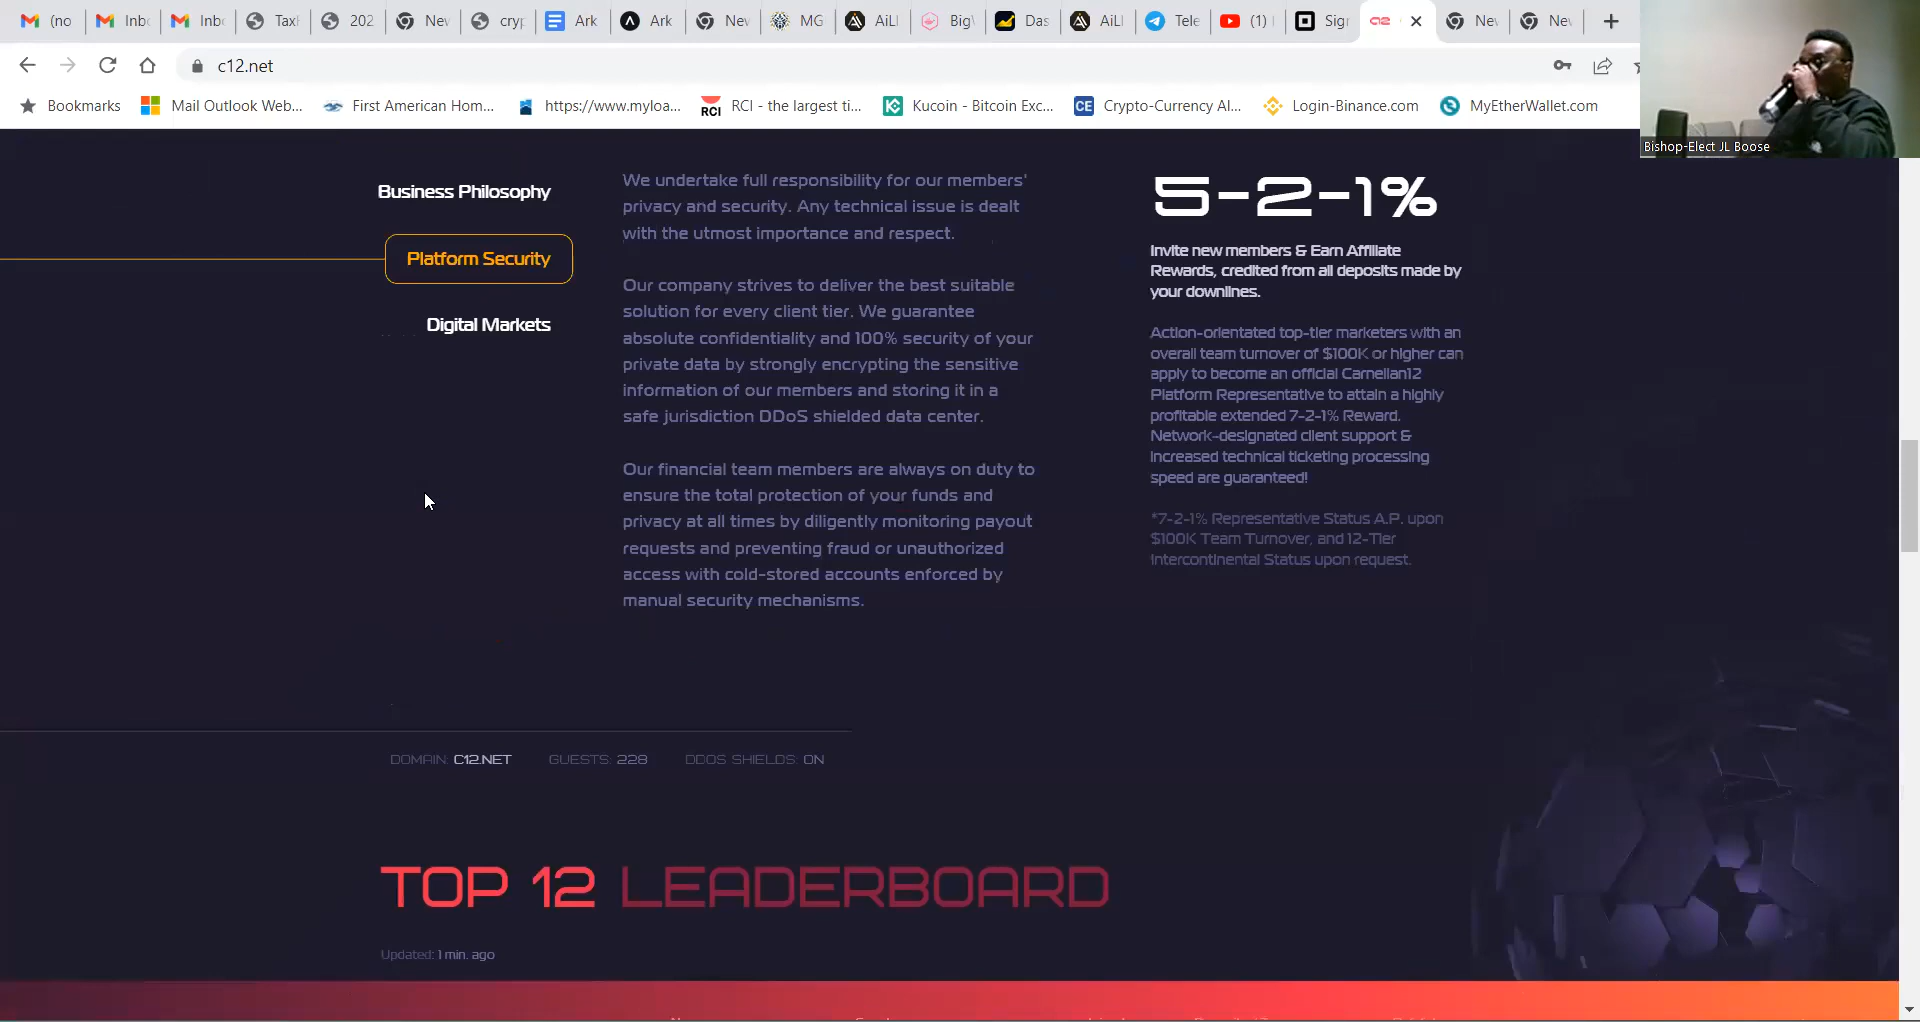 (no
Inbo
Inb
Tax
202
Nev
cryp
Ark
Ark
Nev
MG
AiLI
BigV
Das
AiLI
Tele
(1)
Sigr
Nev
Nev
c12.net
Bookmarks
Mail Outlook Web...
First American Hom...
https://www.myloa...
RCI
RCI - the largest ti...
Kucoin - Bitcoin Exc...
CE
Crypto-Currency Al...
Login-Binance.com
MyEtherWallet.com
Bishop-Elect JL Boose
Business Philosophy
Platform Security
Digital Markets
We undertake full responsibility for our members'
privacy and security. Any technical issue is dealt
with the utmost importance and respect.
Our company strives to deliver the best suitable
solution for every client tier. We guarantee
absolute confidentiality and 100% security of your
private data by strongly encrypting the sensitive
information of our members and storing it in a
safe jurisdiction DDoS shielded data center.
Our financial team members are always on duty to
ensure the total protection of your funds and
privacy at all times by diligently monitoring payout
requests and preventing fraud or unauthorized
access with cold-stored accounts enforced by
manual security mechanisms.
5-2-1%
Invite new members & Earn Affiliate
Rewards, credited from all deposits made by
your downlines.
Action-orientated top-tier marketers with an
overall team turnover of $100K or higher can
apply to become an official Carnelian12
Platform Representative to attain a highly
profitable extended 7-2-1% Reward.
Network-designated client support &
increased technical ticketing processing
speed are guaranteed!
*7-2-1% Representative Status A.P. upon
$100K Team Turnover, and 12-Tier
Intercontinental Status upon request.
DOMAIN: C12.NET
GUESTS: 228
DDOS SHIELDS: ON
TOP 12 LEADERBOARD
Updated: 1 min. ago